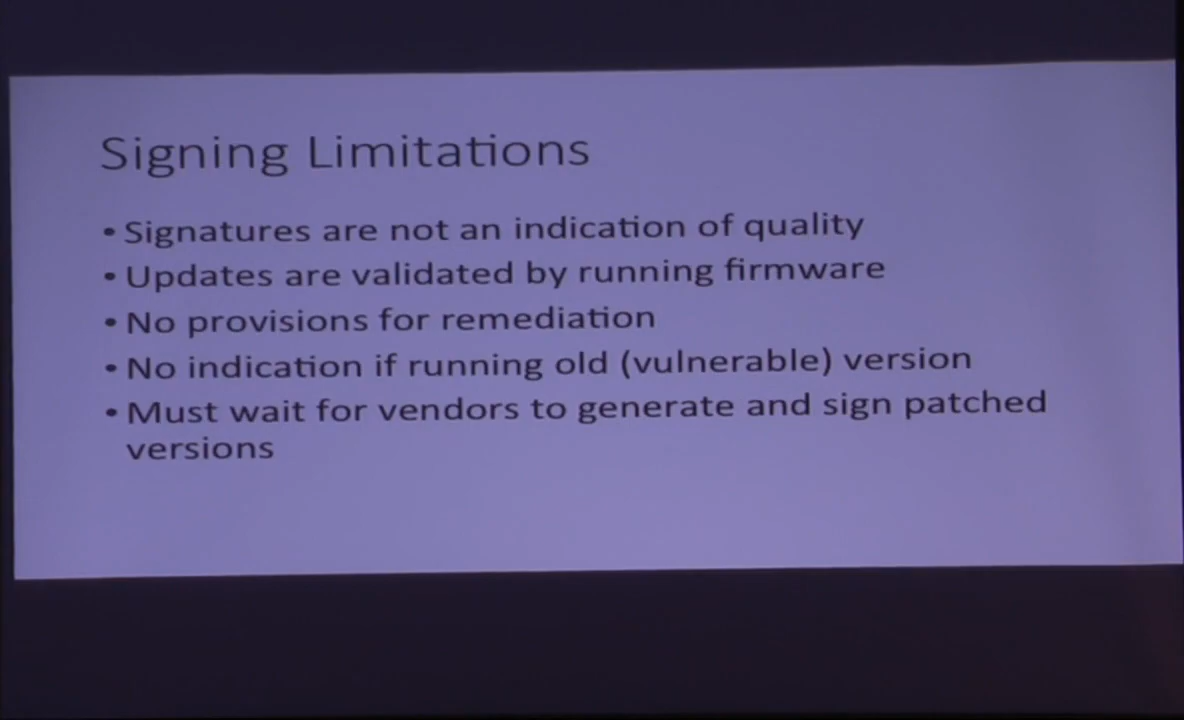 Signing Limitations
• Signatures are not an indication of quality
• Updates are validated by running firmware
• No provisions for remediation
• No indication if running old (vulnerable) version
• Must wait for vendors to generate and sign patched
versions